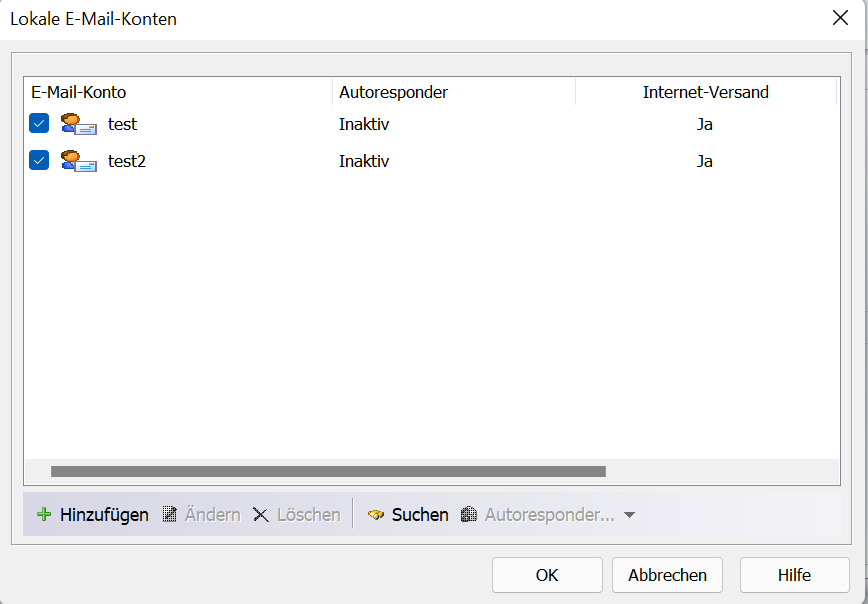 Lokale E-Mail-Konten
E-Mail-Konto Autoresponder Internet-Versand
test Inaktiv Ja
test2 Inaktiv Ja
Hinzufügen Ändern Löschen Suchen Autoresponder...
OK Abbrechen Hilfe